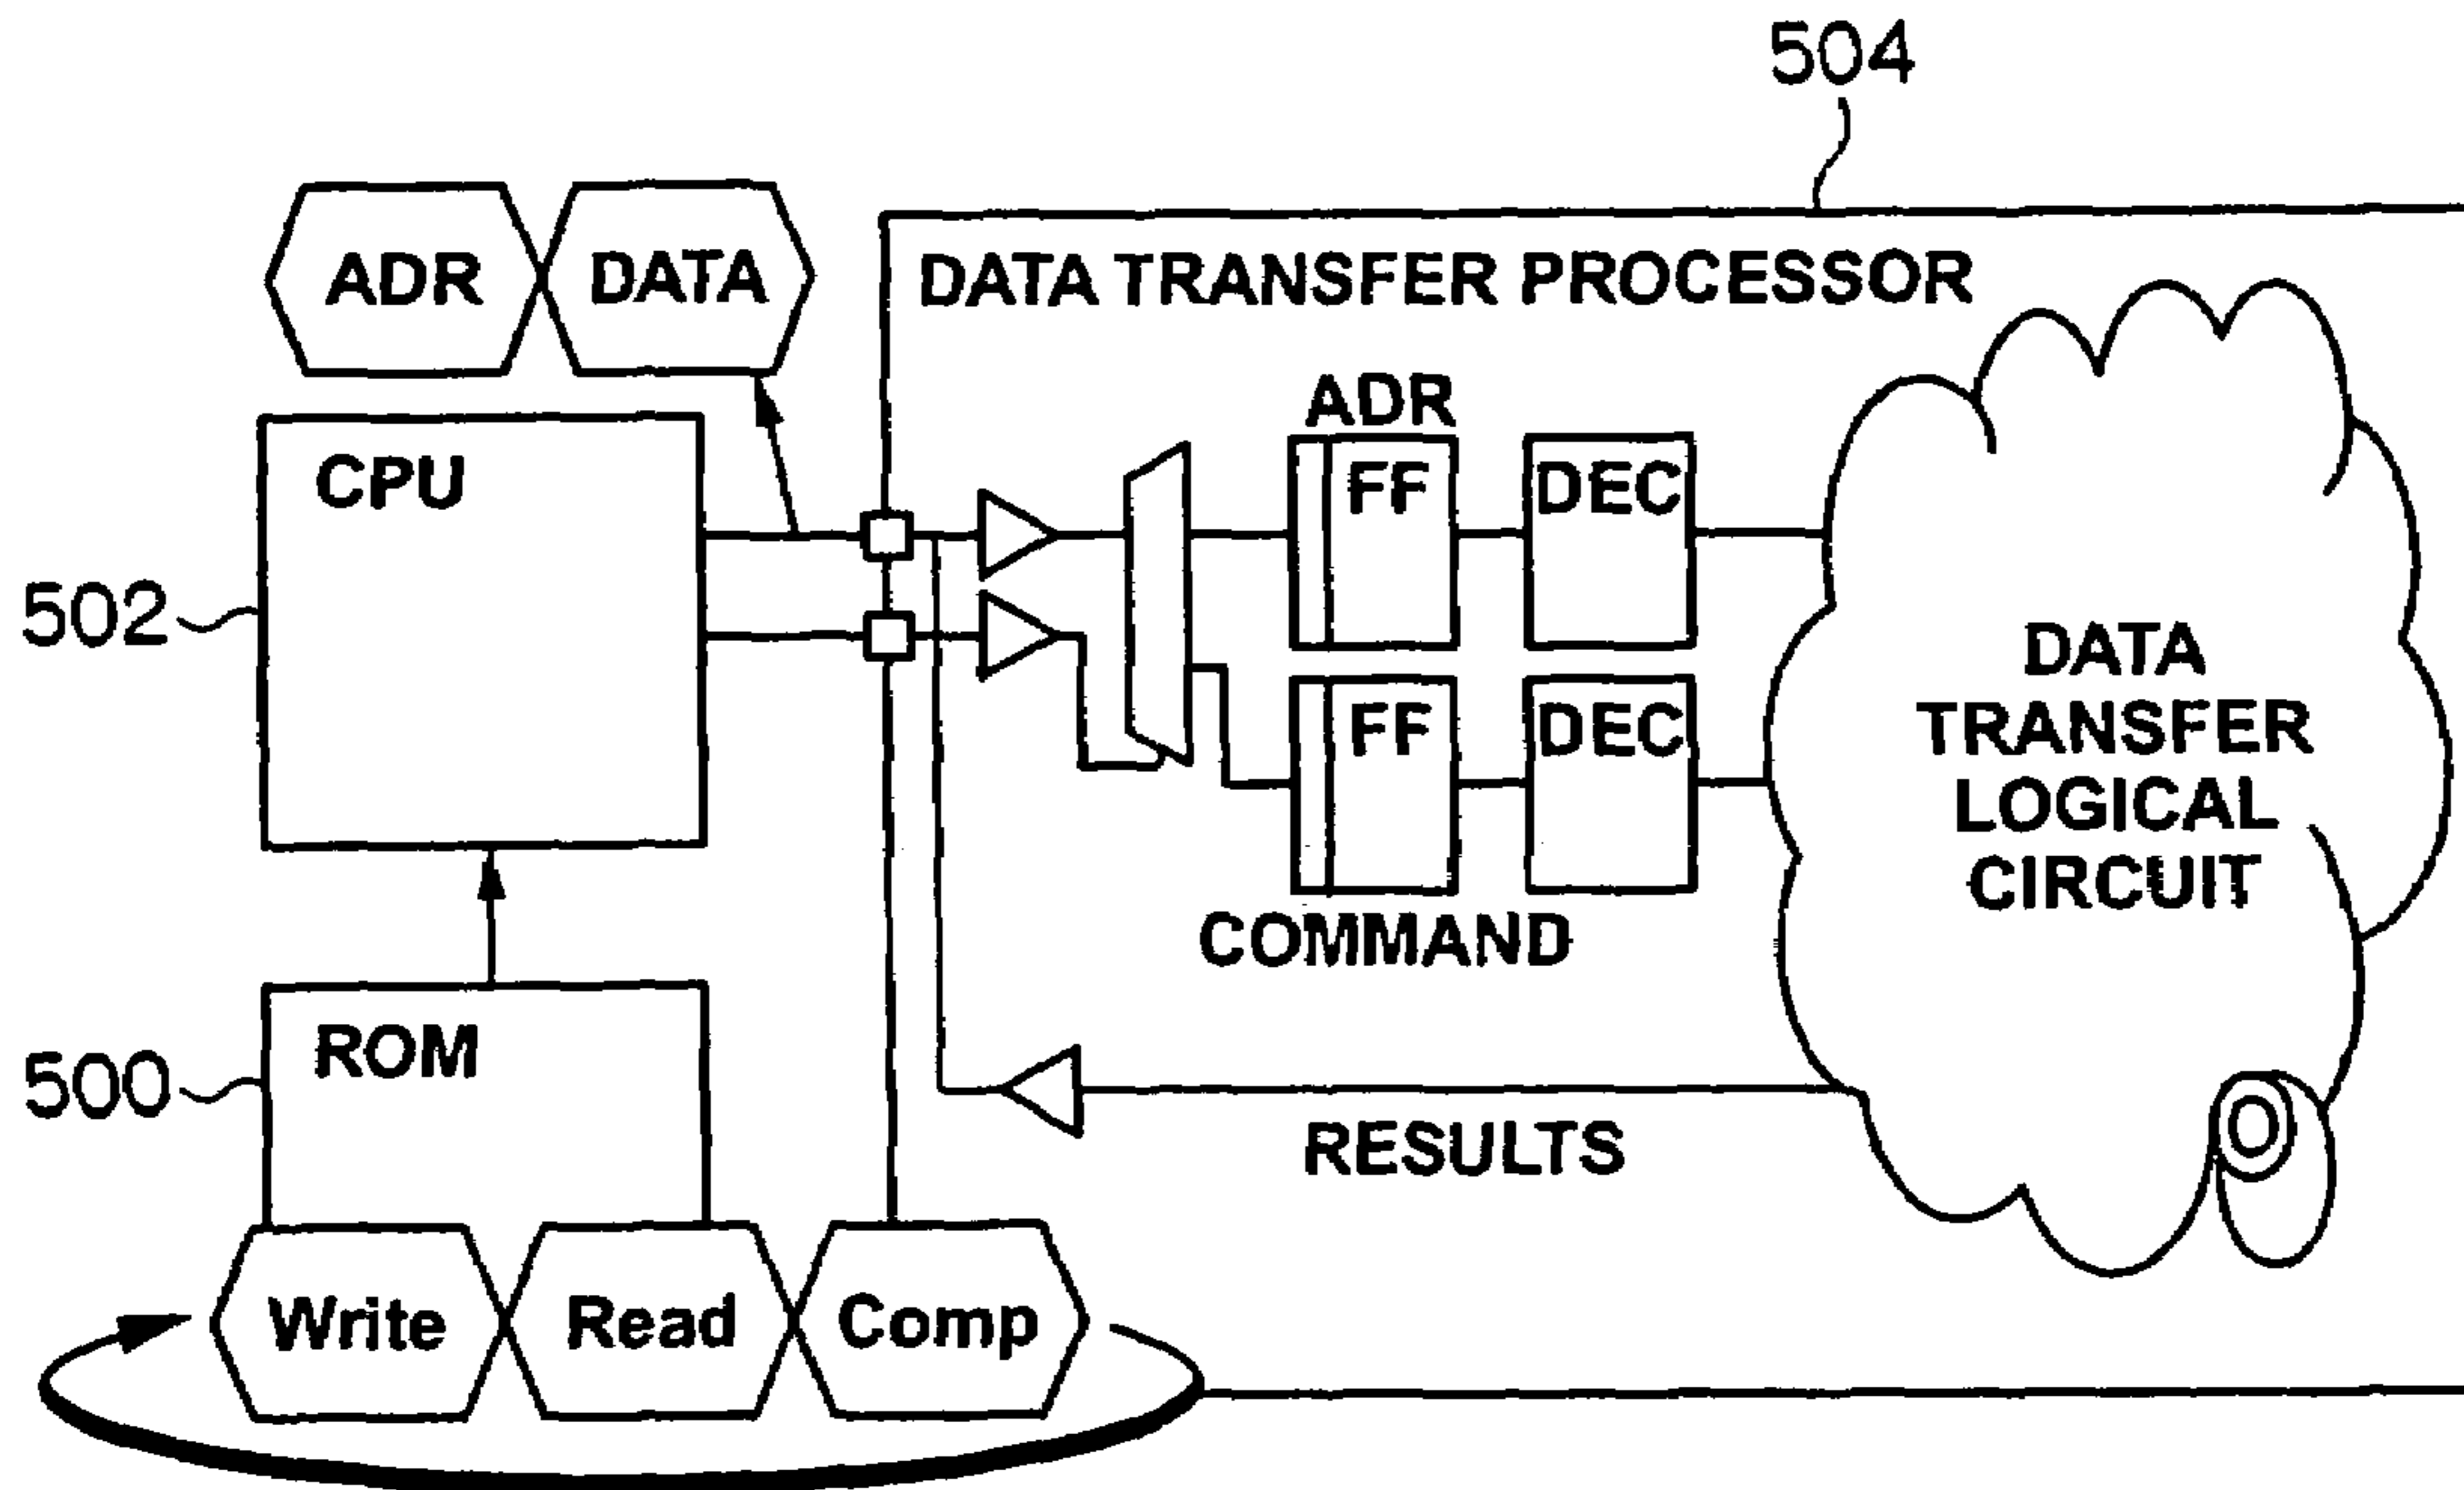 504
ADR
DATA
DATA TRANSFER PROCESSOR
CPU
ADR
FF
DEC
502
FF
DEC
COMMAND
DATA
TRANSFER
LOGICAL
CIRCUIT
ROM
500
RESULTS
Write
Read
Comp